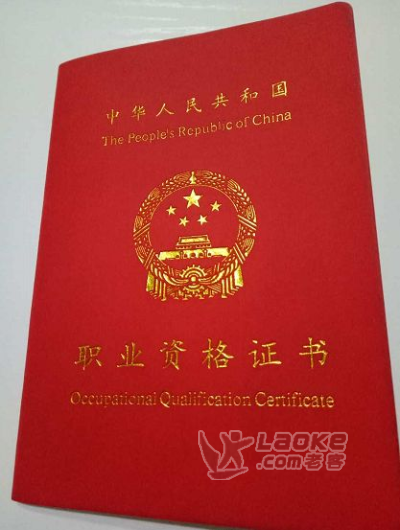 中华人民共和国
The People's Republic of China
职业资格证书
Occupational Qualification Certificate
LAOKE
.com老客